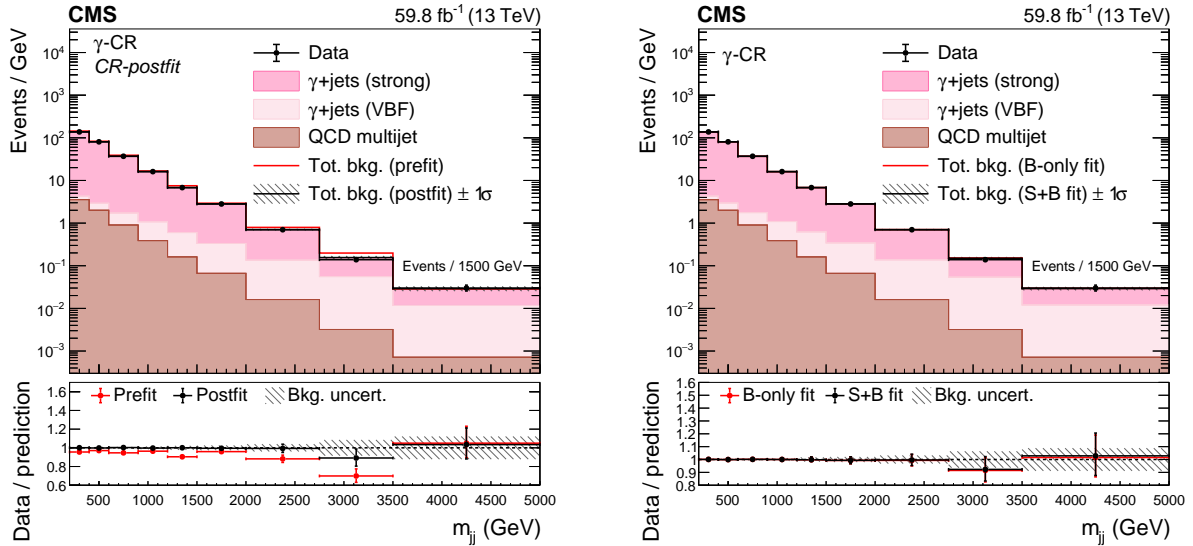 CMS 59.8 fb⁻¹ (13 TeV)
γ-CR
CR-postfit
Data
γ+jets (strong)
γ+jets (VBF)
QCD multijet
Tot. bkg. (prefit)
Tot. bkg. (postfit) ± 1σ
Events / 1500 GeV
Events / GeV
10⁴
10³
10²
10
1
10⁻¹
10⁻²
10⁻³
Prefit Postfit Bkg. uncert.
Data / prediction
1.6
1.4
1.2
1
0.8
0.6
500 1000 1500 2000 2500 3000 3500 4000 4500 5000
m_jj (GeV)
CMS 59.8 fb⁻¹ (13 TeV)
γ-CR
Data
γ+jets (strong)
γ+jets (VBF)
QCD multijet
Tot. bkg. (B-only fit)
Tot. bkg. (S+B fit) ± 1σ
Events / 1500 GeV
Events / GeV
10⁴
10³
10²
10
1
10⁻¹
10⁻²
10⁻³
B-only fit S+B fit Bkg. uncert.
Data / prediction
1.6
1.5
1.4
1.3
1.2
1.1
1
0.9
0.8
500 1000 1500 2000 2500 3000 3500 4000 4500 5000
m_jj (GeV)